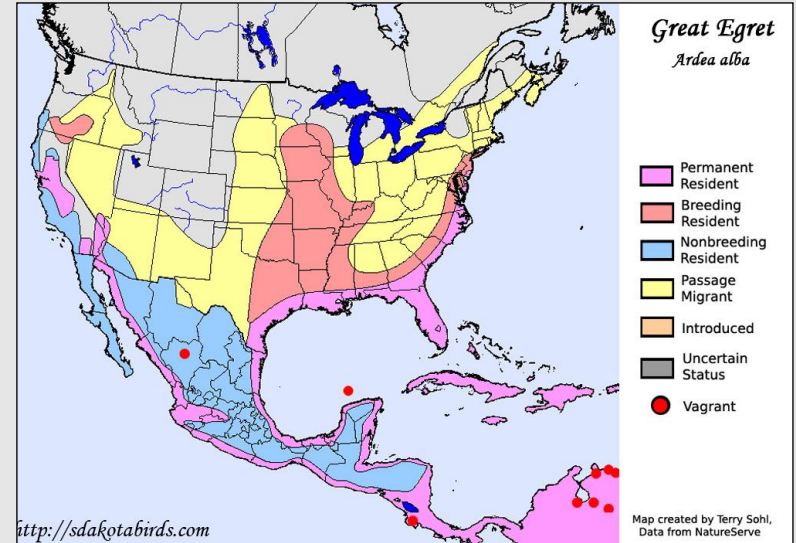 Great Egret
Ardea alba
Permanent
Resident
Breeding
Resident
Nonbreeding
Resident
Passage
Migrant
Introduced
Uncertain
Status
Vagrant
Map created by Terry Sohl,
Data from NatureServe
http://sdakotabirds.com